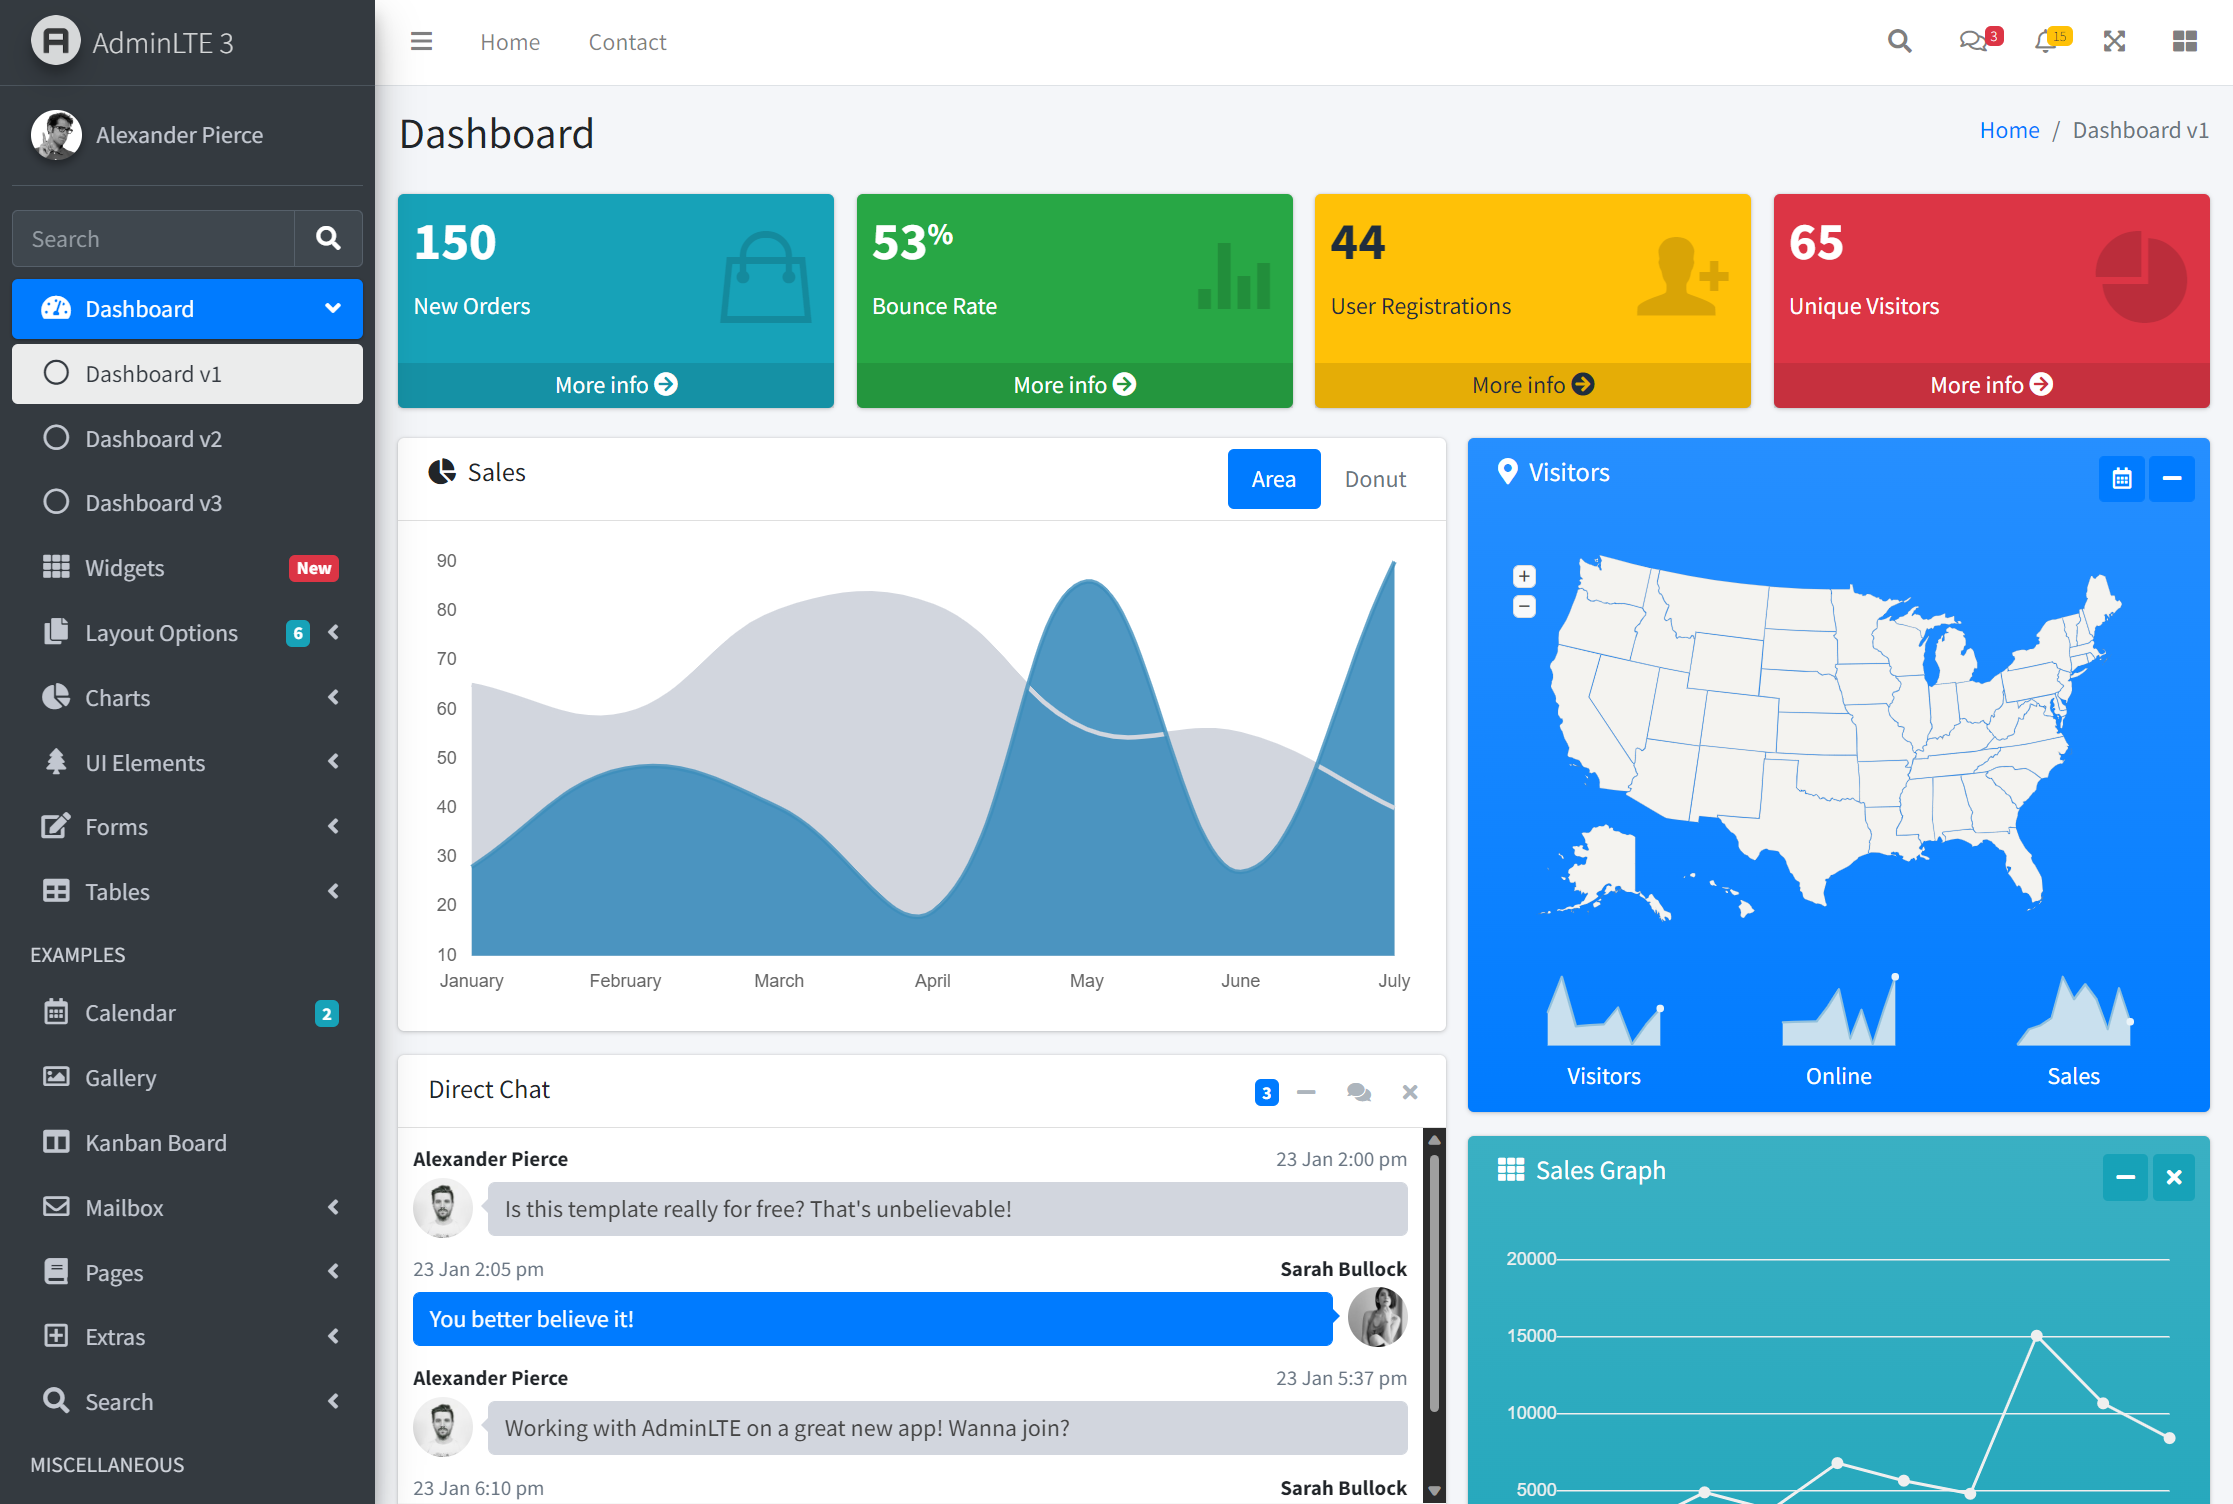 AdminLTE 3
Alexander Pierce
Search
Dashboard
Dashboard v1
Dashboard v2
Dashboard v3
Widgets New
Layout Options 6
Charts
UI Elements
Forms
Tables
EXAMPLES
Calendar 2
Gallery
Kanban Board
Mailbox
Pages
Extras
Search
MISCELLANEOUS
Home Contact 3 15
Dashboard
Home / Dashboard v1
150
New Orders
More info
53%
Bounce Rate
More info
44
User Registrations
More info
65
Unique Visitors
More info
Sales
Area Donut
90
80
70
60
50
40
30
20
10
January February March April May June July
Direct Chat 3
Alexander Pierce 23 Jan 2:00 pm
Is this template really for free? That's unbelievable!
23 Jan 2:05 pm Sarah Bullock
You better believe it!
Alexander Pierce 23 Jan 5:37 pm
Working with AdminLTE on a great new app! Wanna join?
23 Jan 6:10 pm Sarah Bullock
Visitors
+
−
Visitors Online Sales
Sales Graph
20000
15000
10000
5000